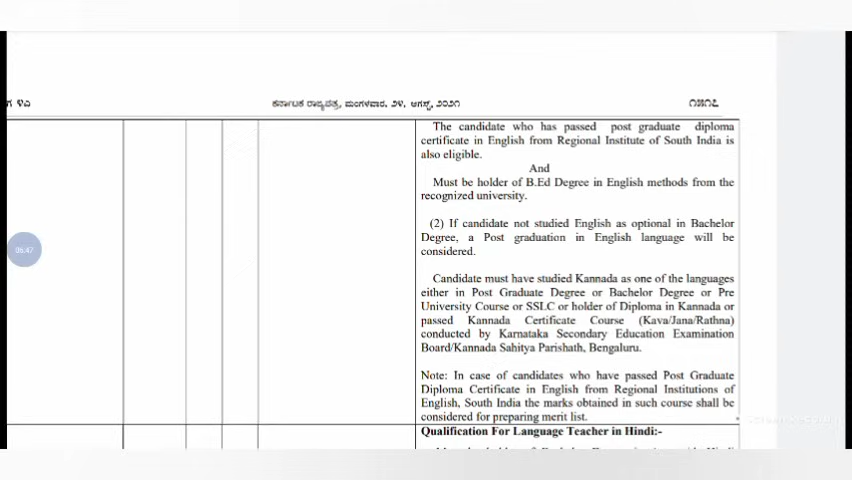 ಗ ೪ಎ
ಕರ್ನಾಟಕ ರಾಜ್ಯಪತ್ರ, ಮಂಗಳವಾರ, ೨೪, ಆಗಸ್ಟ್, ೨೦೨೧
೧೫೧೭
The candidate who has passed post graduate diploma
certificate in English from Regional Institute of South India is
also eligible.
And
Must be holder of B.Ed Degree in English methods from the
recognized university.
(2) If candidate not studied English as optional in Bachelor
Degree, a Post graduation in English language will be
considered.
Candidate must have studied Kannada as one of the languages
either in Post Graduate Degree or Bachelor Degree or Pre
University Course or SSLC or holder of Diploma in Kannada or
passed Kannada Certificate Course (Kava/Jana/Rathna)
conducted by Karnataka Secondary Education Examination
Board/Kannada Sahitya Parishath, Bengaluru.
Note: In case of candidates who have passed Post Graduate
Diploma Certificate in English from Regional Institutions of
English, South India the marks obtained in such course shall be
considered for preparing merit list.
Qualification For Language Teacher in Hindi:-